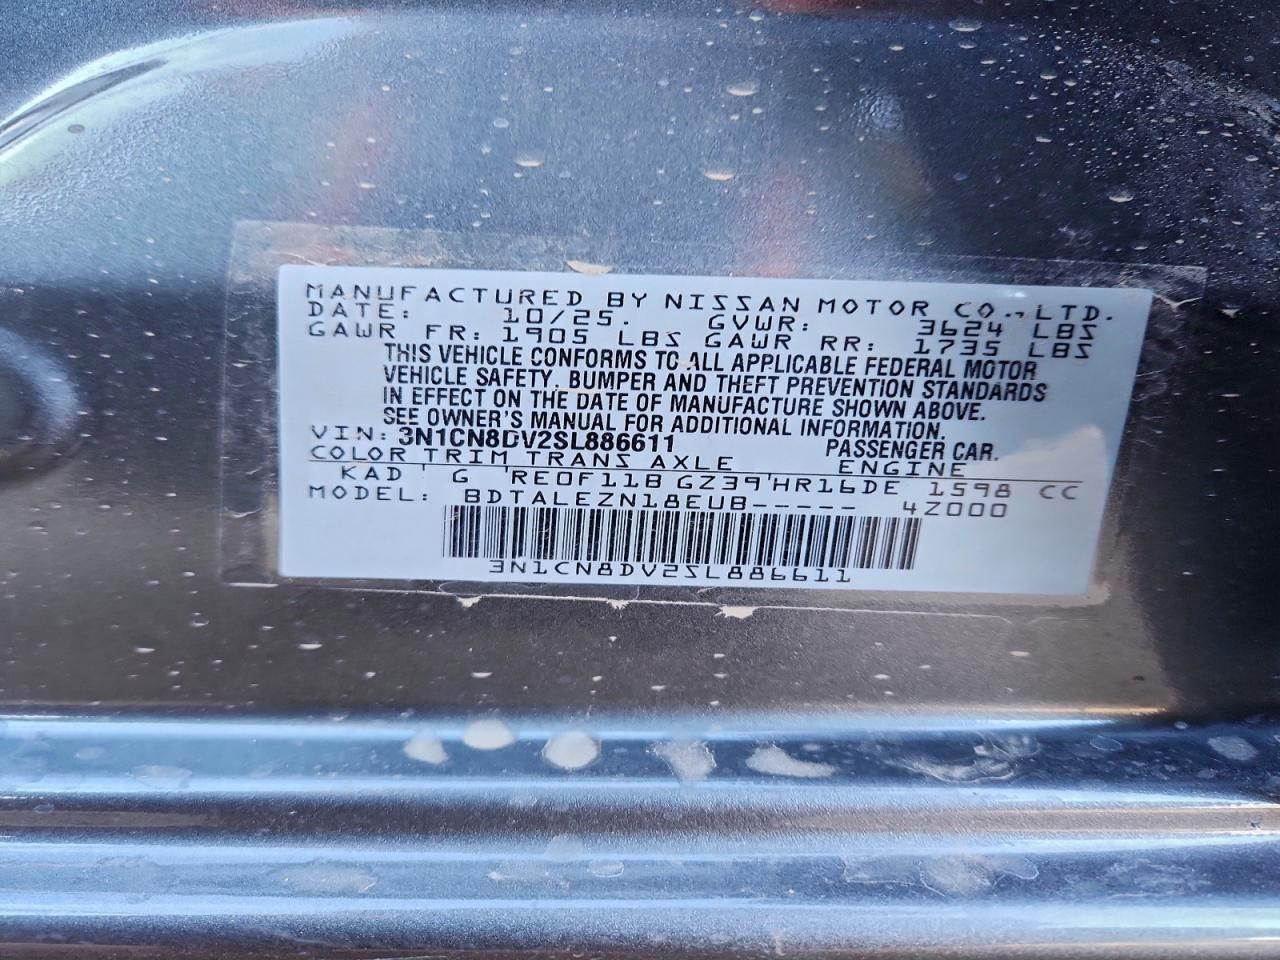 MANUFACTURED BY NISSAN MOTOR CO., LTD.
DATE: 10/25. GVWR: 3624 LBS
GAWR FR: 1905 LBS GAWR RR: 1735 LBS
THIS VEHICLE CONFORMS TO ALL APPLICABLE FEDERAL MOTOR
VEHICLE SAFETY, BUMPER AND THEFT PREVENTION STANDARDS
IN EFFECT ON THE DATE OF MANUFACTURE SHOWN ABOVE.
SEE OWNER'S MANUAL FOR ADDITIONAL INFORMATION.
VIN: 3N1CN8DV2SL886611 PASSENGER CAR.
COLOR TRIM TRANS AXLE ENGINE
KAD ' G 'RE0F11B GZ39'HR16DE 1598 CC
MODEL: BDTALEZN18EUB----- 4Z000
3N1CN8DV2SL886611